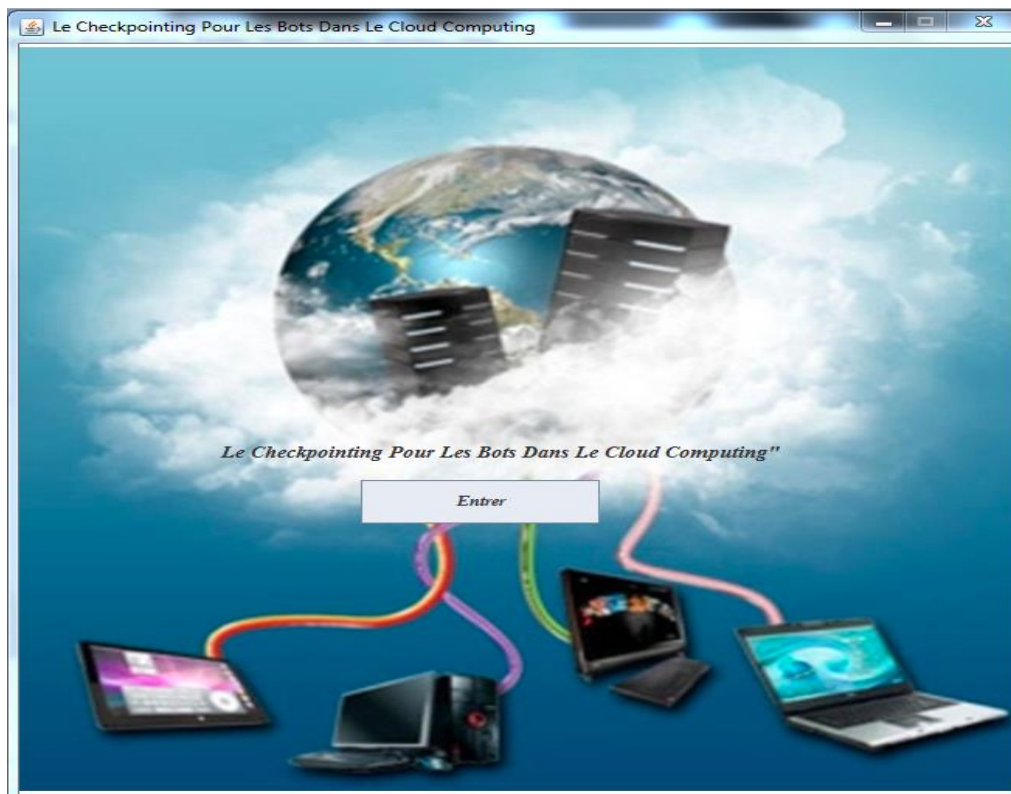 Le Checkpointing Pour Les Bots Dans Le Cloud Computing
Le Checkpointing Pour Les Bots Dans Le Cloud Computing"
Entrer